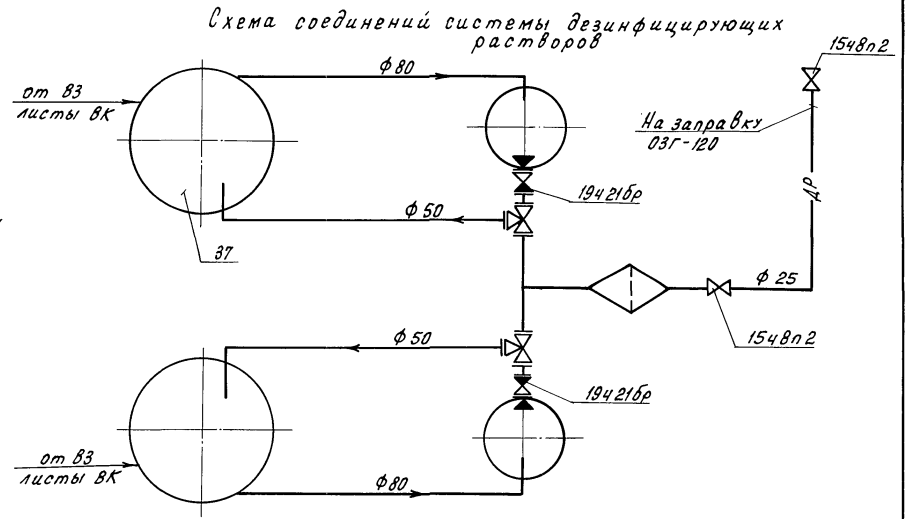 Схема соединений системы дезинфицирующих
растворов
15ч8п2
ф80
от В3
листы ВК
На заправку
ОЗГ-120
19ч21бр
ДР
ф50
37
ф25
15ч8п2
ф50
19ч21бр
от В3
листы ВК
ф80